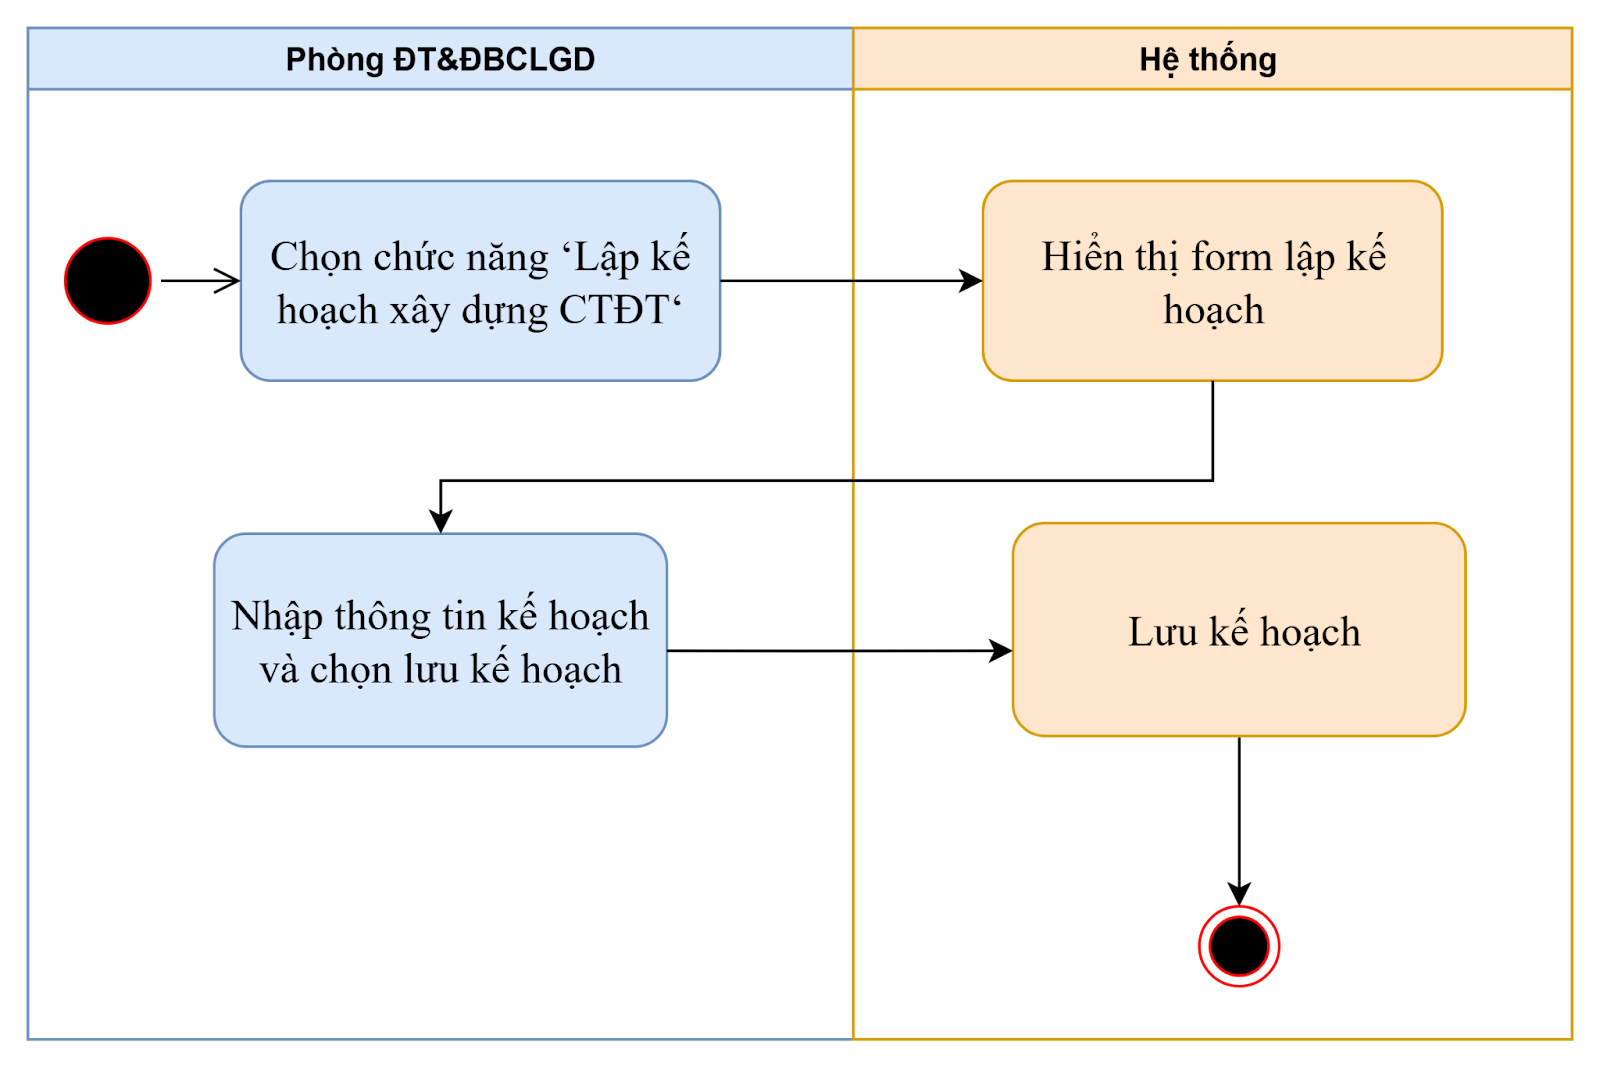 Phòng ĐT&ĐBCLGD
Hệ thống
Chọn chức năng ‘Lập kế
hoạch xây dựng CTĐT‘
Hiển thị form lập kế
hoạch
Nhập thông tin kế hoạch
và chọn lưu kế hoạch
Lưu kế hoạch